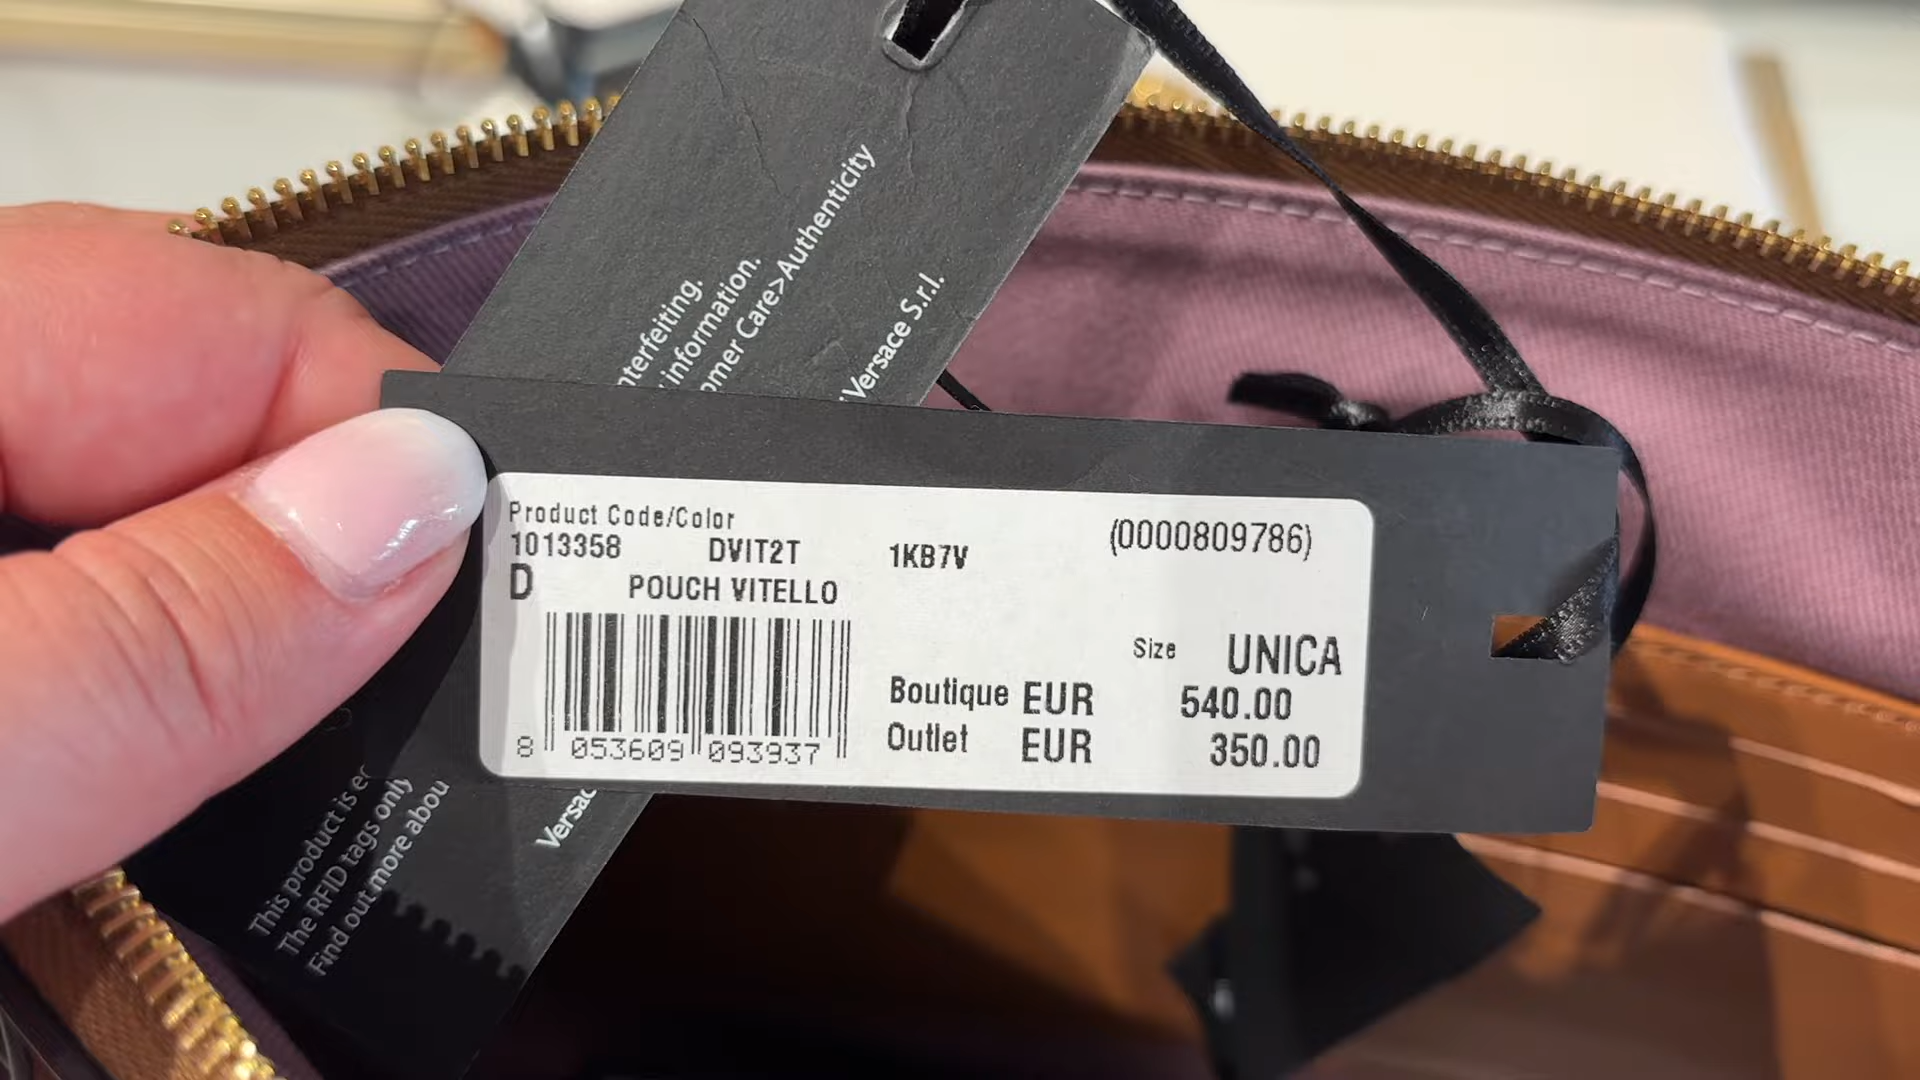 nterfeiting.
information.
omer Care>Authenticity
Versace S.r.l.
Product Code/Color
1013358 DVIT2T 1KB7V (0000809786)
D POUCH VITELLO
Size UNICA
Boutique EUR 540.00
Outlet EUR 350.00
8 053609 093937
This product is er
The RFID tags only
Find out more abou
Versac